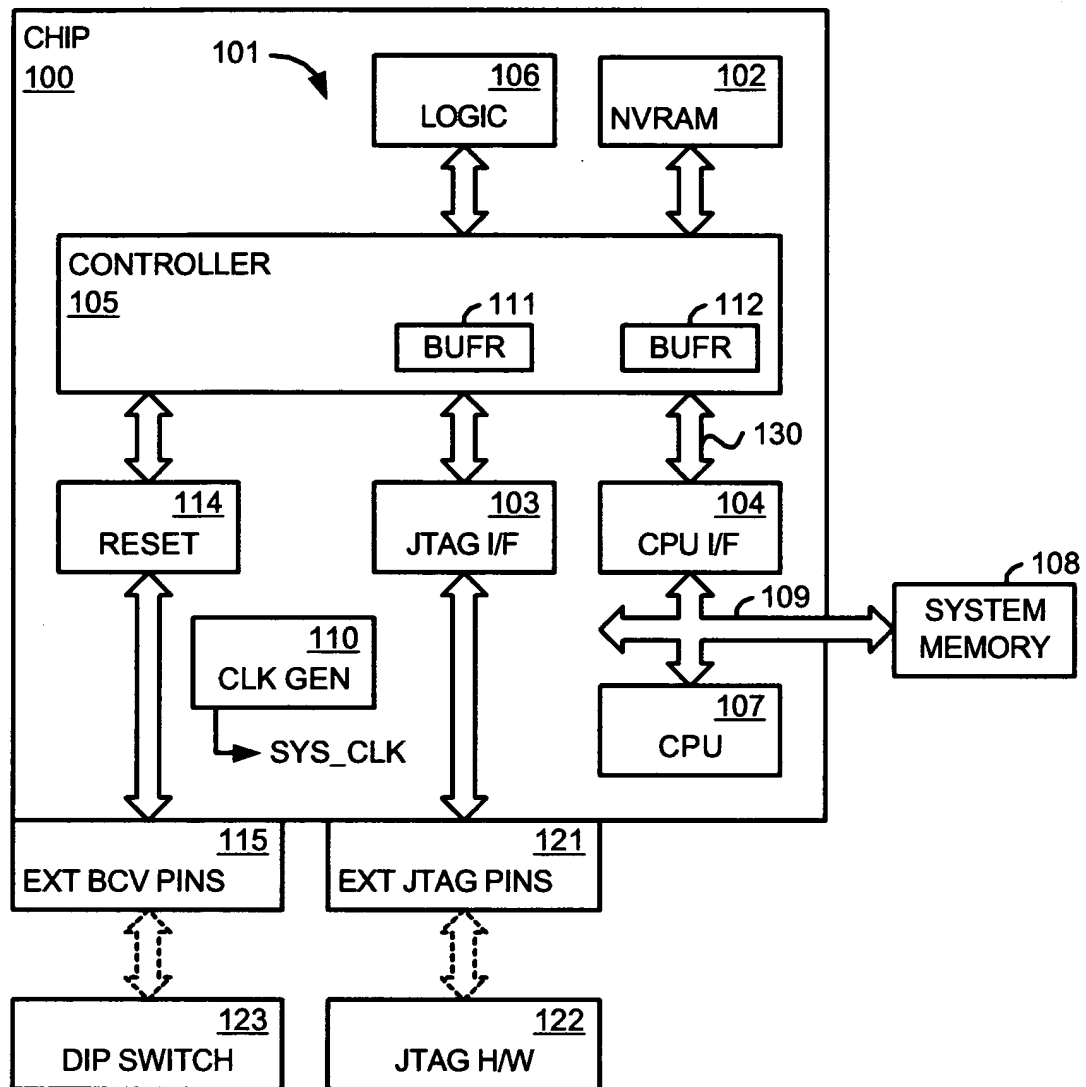 CHIP
100
101
106
LOGIC
102
NVRAM
CONTROLLER
105
111
BUFR
112
BUFR
130
114
RESET
103
JTAG I/F
104
CPU I/F
108
SYSTEM
MEMORY
109
110
CLK GEN
SYS_CLK
107
CPU
115
EXT BCV PINS
121
EXT JTAG PINS
123
DIP SWITCH
122
JTAG H/W